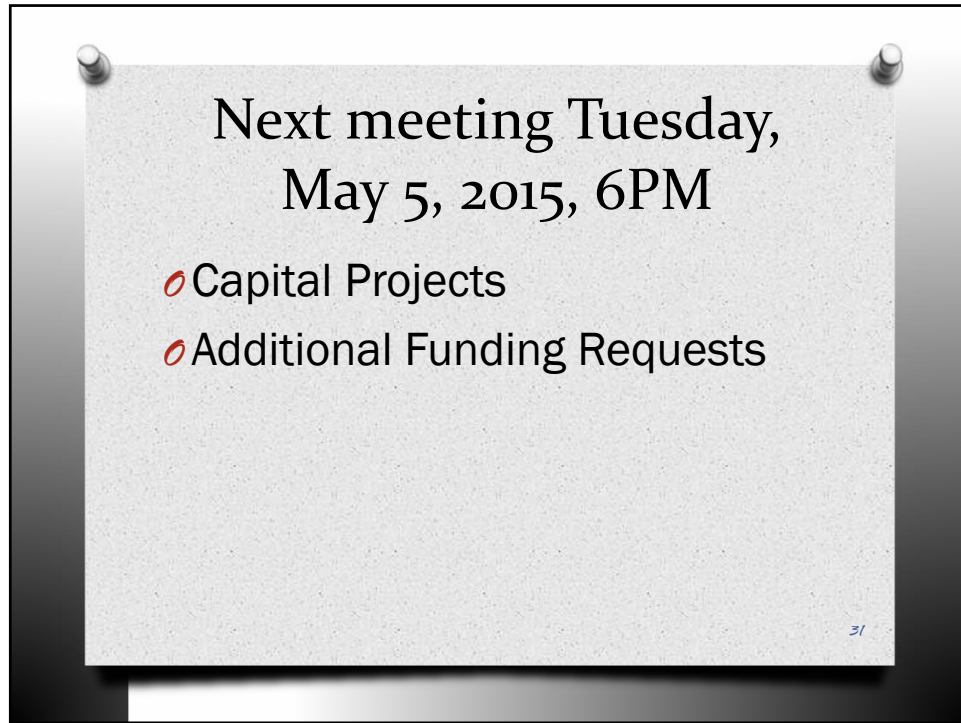 Next meeting Tuesday,
May 5, 2015, 6PM
O Capital Projects
O Additional Funding Requests
31